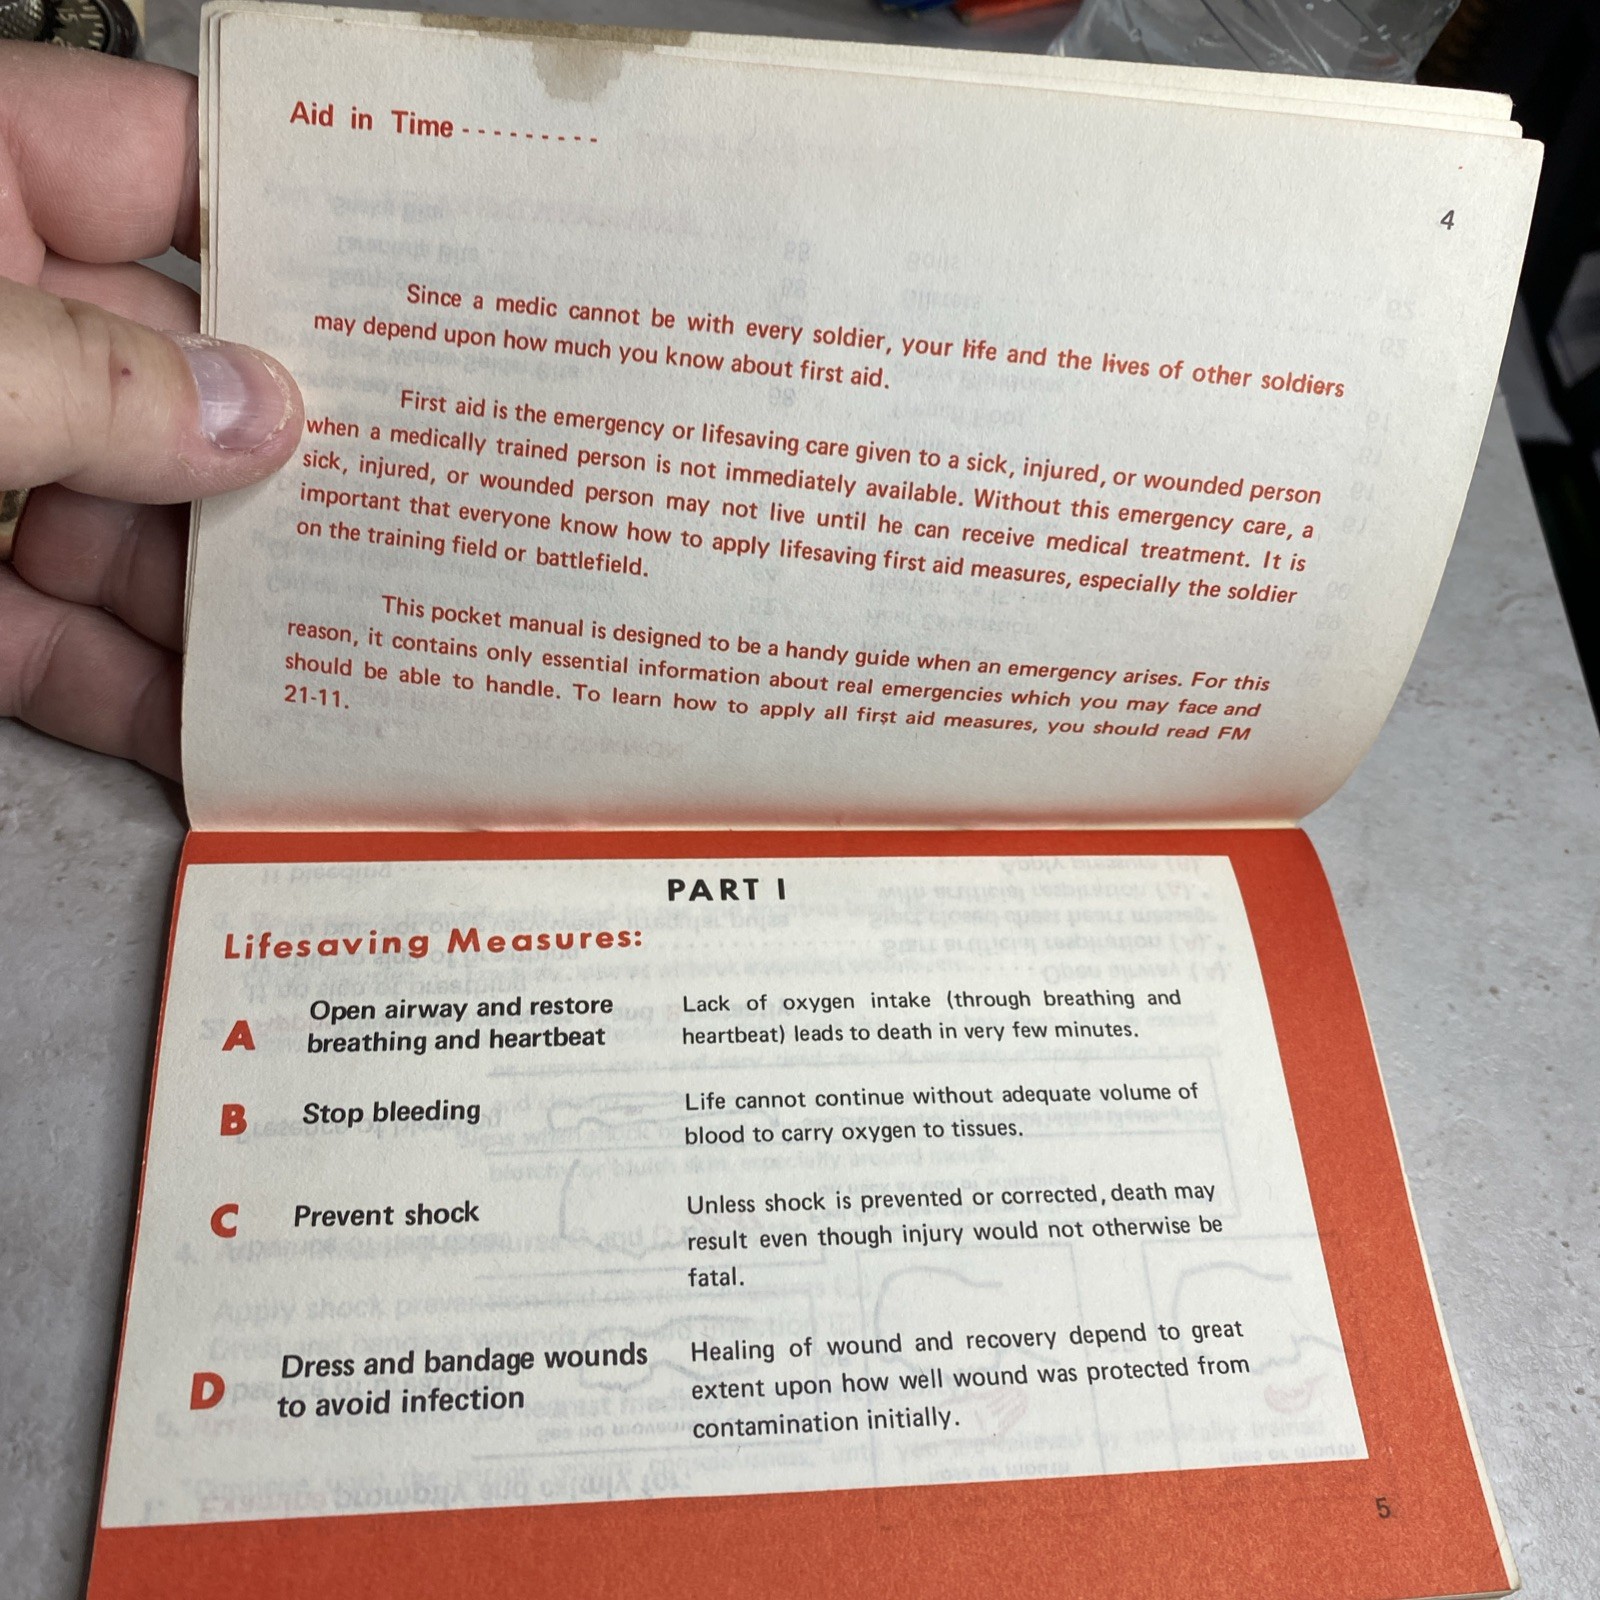 Aid in Time - - - - - - - - -
4
Since a medic cannot be with every soldier, your life and the lives of other soldiers
may depend upon how much you know about first aid.
First aid is the emergency or lifesaving care given to a sick, injured, or wounded person
when a medically trained person is not immediately available. Without this emergency care, a
sick, injured, or wounded person may not live until he can receive medical treatment. It is
important that everyone know how to apply lifesaving first aid measures, especially the soldier
on the training field or battlefield.
This pocket manual is designed to be a handy guide when an emergency arises. For this
reason, it contains only essential information about real emergencies which you may face and
should be able to handle. To learn how to apply all first aid measures, you should read FM
21-11.
PART I
Lifesaving Measures:
A Open airway and restore
breathing and heartbeat
Lack of oxygen intake (through breathing and
heartbeat) leads to death in very few minutes.
B Stop bleeding
Life cannot continue without adequate volume of
blood to carry oxygen to tissues.
C Prevent shock
Unless shock is prevented or corrected, death may
result even though injury would not otherwise be
fatal.
D Dress and bandage wounds
to avoid infection
Healing of wound and recovery depend to great
extent upon how well wound was protected from
contamination initially.
5